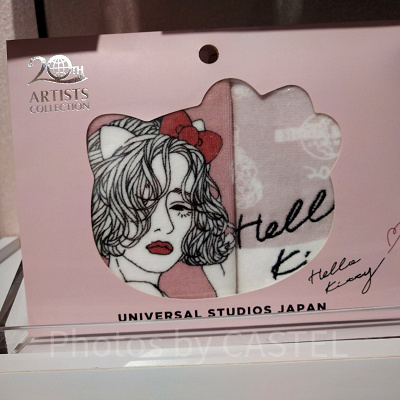 20TH
ARTISTS
COLLECTION
Hell
Ki
Hello
Kitty
UNIVERSAL STUDIOS JAPAN
Photos by CASTEL